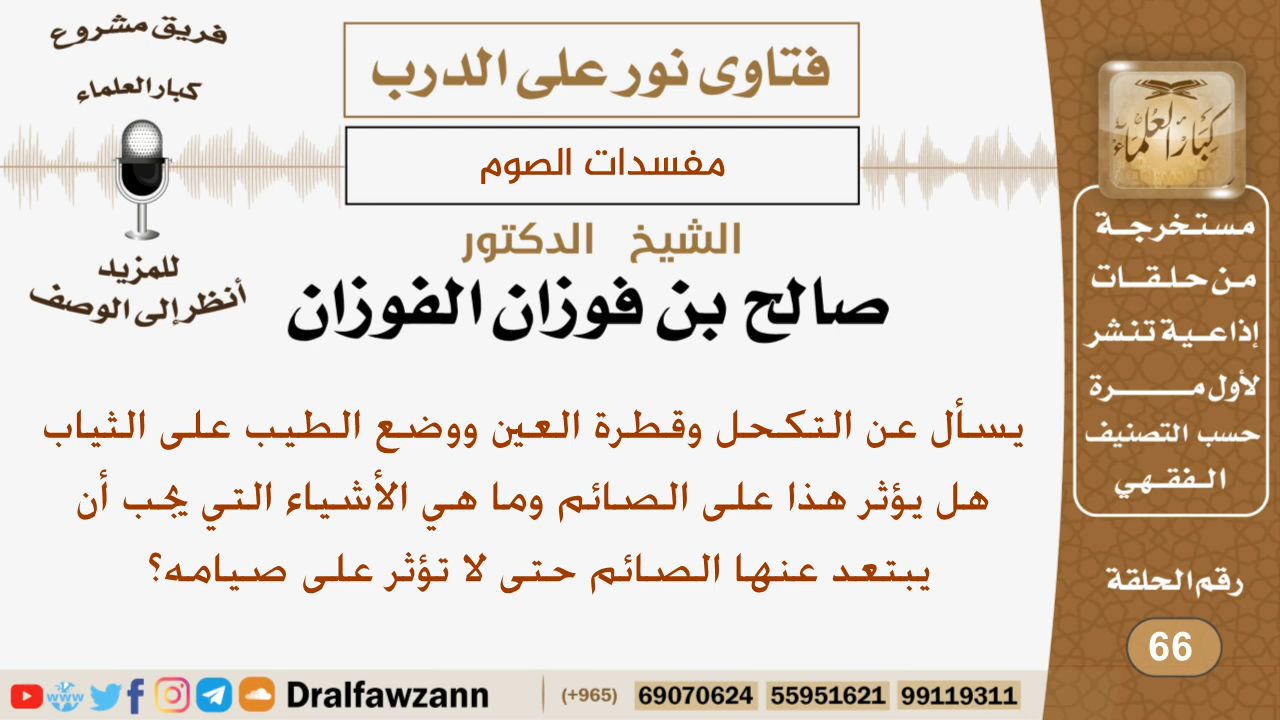 فريق مشروع
كبار العلماء
للمزيد
أنظر إلى الوصف
فتاوى نور على الدرب
مفسدات الصوم
الشيخ الدكتور
صالح بن فوزان الفوزان
يسأل عن التكحل وقطرة العين ووضع الطيب على الثياب
هل يؤثر هذا على الصائم وما هي الأشياء التي يجب أن
يبتعد عنها الصائم حتى لا تؤثر على صيامه؟
كبار العلماء
مستخرجة
من حلقات
إذاعية تنشر
لأول مرة
حسب التصنيف
الفقهي
رقم الحلقة
66
www Dralfawzann (+965) 69070624 55951621 99119311